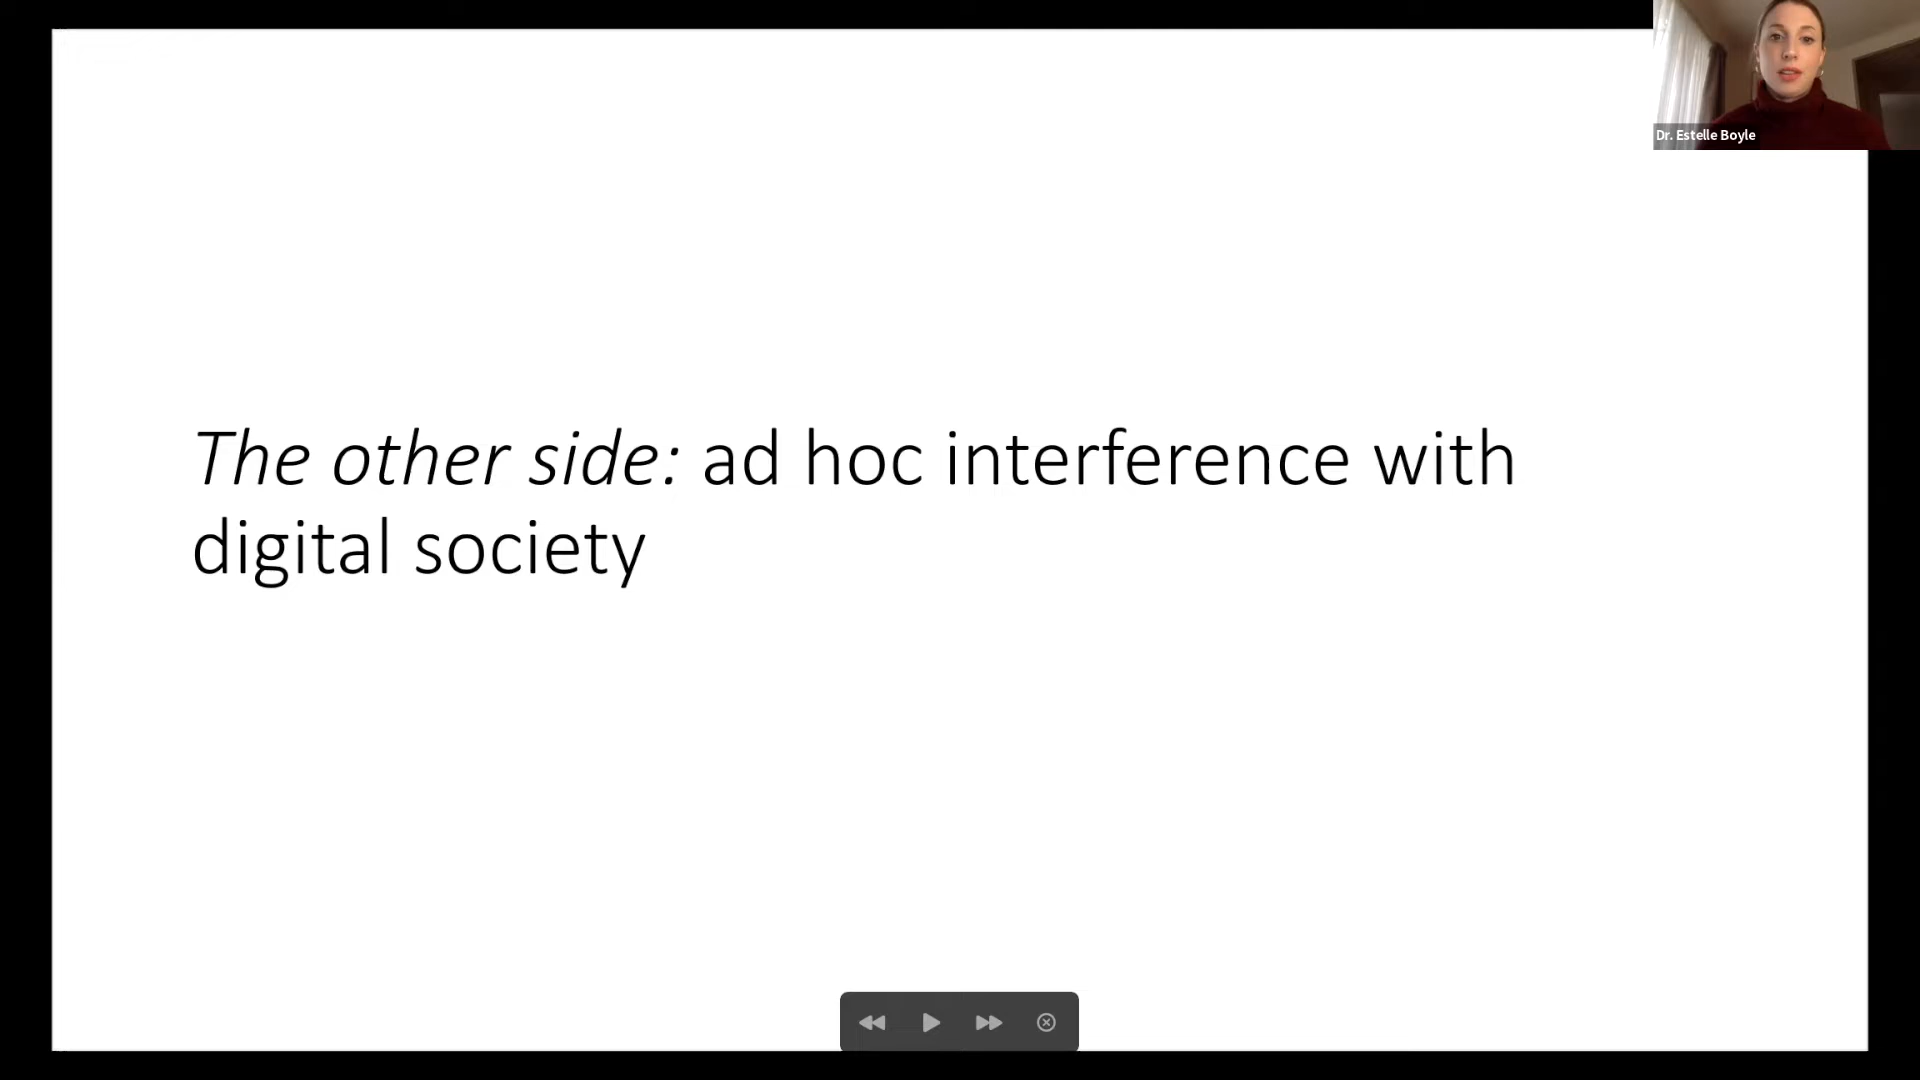 Dr. Estelle Boyle
The other side: ad hoc interference with
digital society